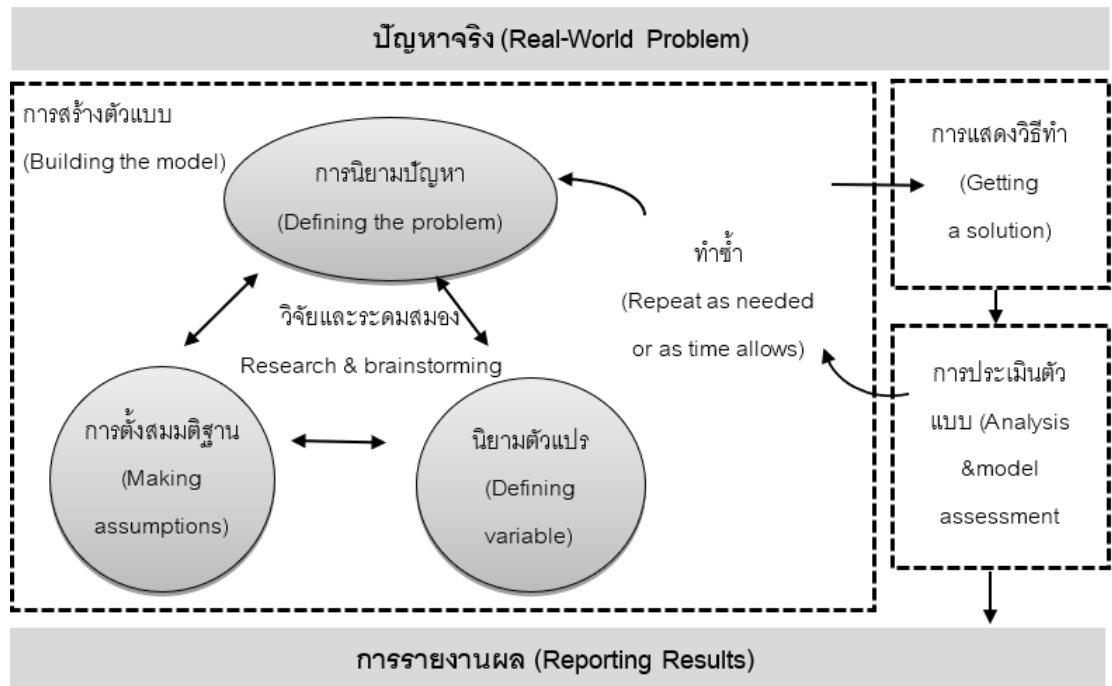 ปัญหาจริง (Real-World Problem)
การสร้างตัวแบบ
(Building the model)
การนิยามปัญหา
(Defining the problem)
วิจัยและระดมสมอง
Research & brainstorming
การตั้งสมมติฐาน
(Making
assumptions)
นิยามตัวแปร
(Defining
variable)
ทำซ้ำ
(Repeat as needed
or as time allows)
การแสดงวิธีทำ
(Getting
a solution)
การประเมินตัว
แบบ (Analysis
&model
assessment
การรายงานผล (Reporting Results)